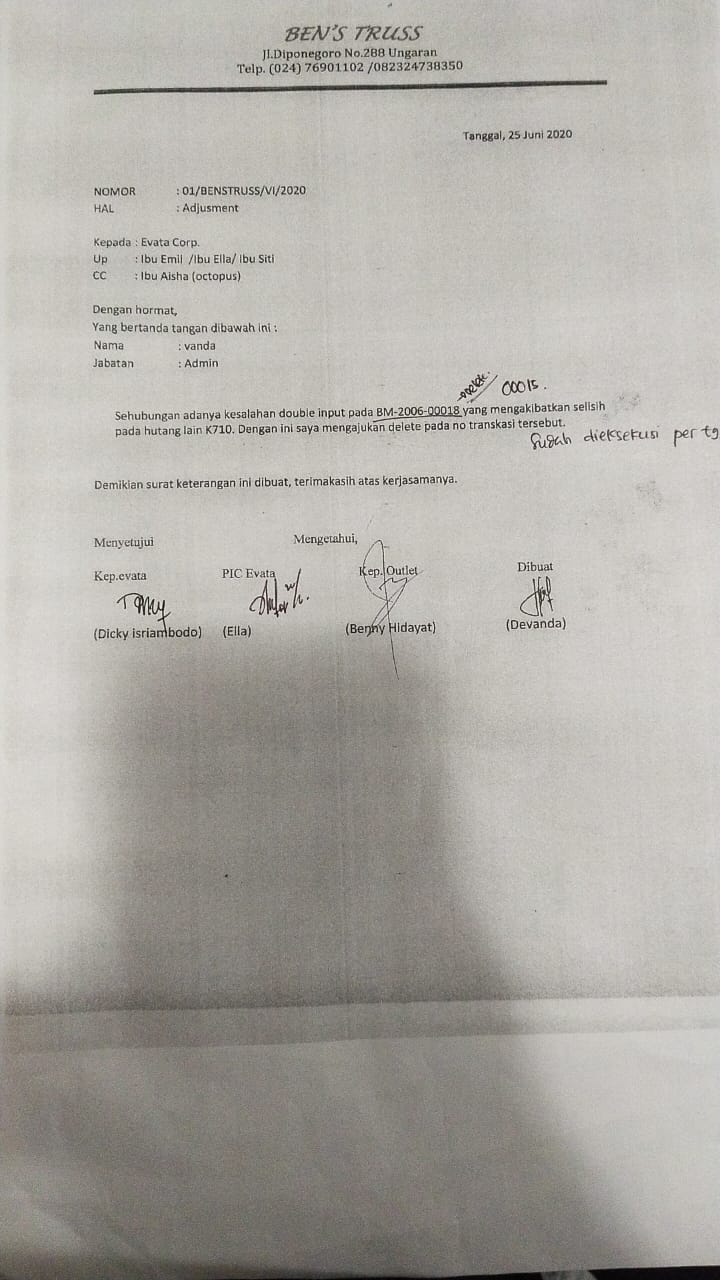 BEN'S TRUSS
Jl.Diponegoro No.288 Ungaran
Telp. (024) 76901102 /082324738350
Tanggal, 25 Juni 2020
NOMOR : 01/BENSTRUSS/VI/2020
HAL : Adjusment
Kepada : Evata Corp.
Up : Ibu Emil /Ibu Ella/ Ibu Siti
CC : Ibu Aisha (octopus)
Dengan hormat,
Yang bertanda tangan dibawah ini :
Nama : vanda
Jabatan : Admin
00015.
Sehubungan adanya kesalahan double input pada BM-2006-00018 yang mengakibatkan selisih
pada hutang lain K710. Dengan ini saya mengajukan delete pada no transkasi tersebut.
Sudah dieksekusi per tg
Demikian surat keterangan ini dibuat, terimakasih atas kerjasamanya.
Menyetujui Mengetahui,
Kep.evata PIC Evata Kep. Outlet Dibuat
(Dicky isriambodo) (Ella) (Benny Hidayat) (Devanda)